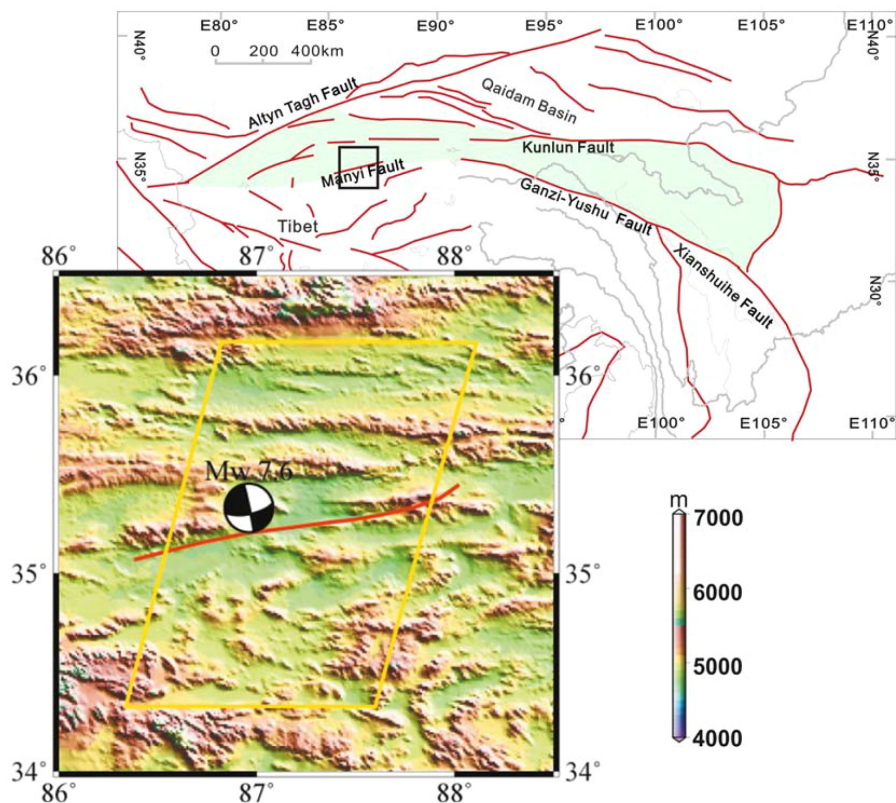 E80° E85° E90° E95° E100° E105° E110°
N40° N40°
0 200 400km
Altyn Tagh Fault
Qaidam Basin
Kunlun Fault
N35° N35°
Manyi Fault
Ganzi-Yushu Fault
Tibet
Xianshuihe Fault
N30°
86° 87° 88°
36° 36°
E100° E105° E110°
Mw 7.6
m
7000
35° 35°
6000
5000
4000
34° 34°
86° 87° 88°